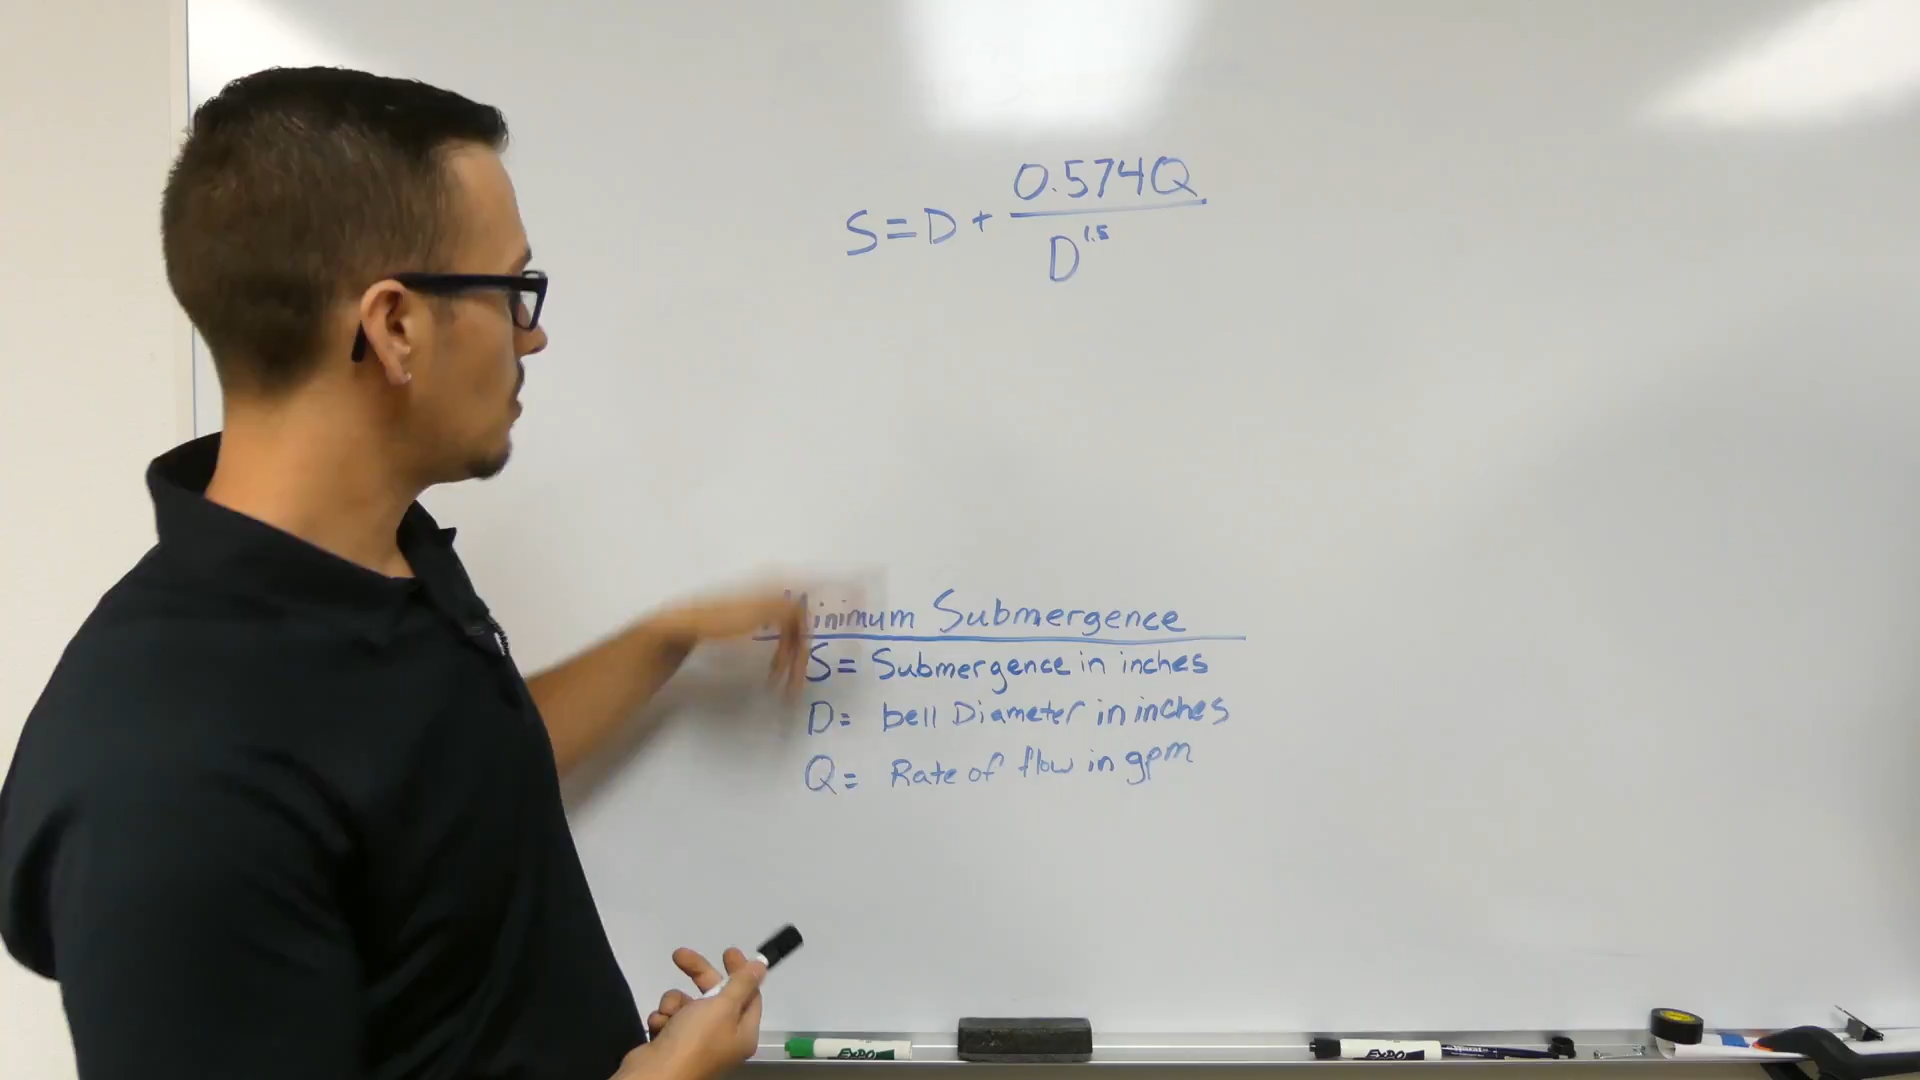 S = D + 0.574Q / D^1.5
Minimum Submergence
S = Submergence in inches
D = bell Diameter in inches
Q = Rate of flow in gpm
EXPO
EXPO